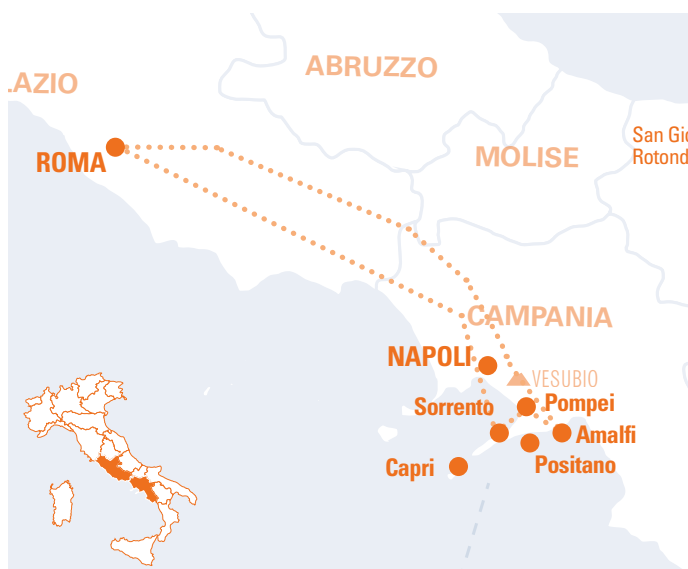 ABRUZZO
LAZIO
San Gio
Rotond
ROMA
MOLISE
CAMPANIA
NAPOLI
VESUBIO
Sorrento
Pompei
Amalfi
Capri
Positano